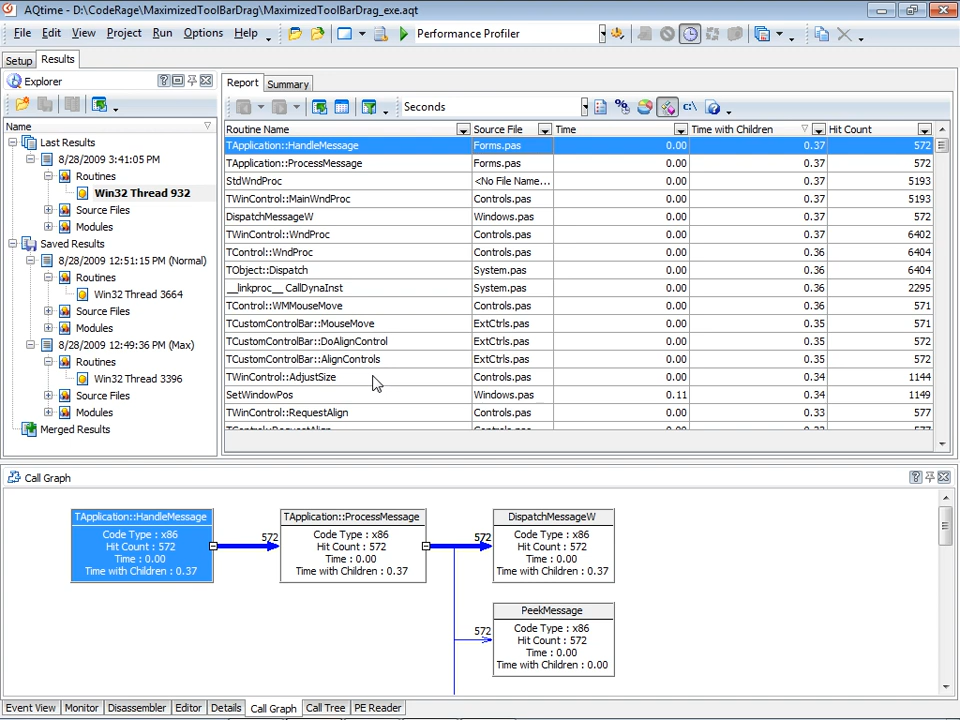 AQtime - D:\CodeRage\MaximizedToolBarDrag\MaximizedToolBarDrag_exe.aqt
File Edit View Project Run Options Help Performance Profiler
Setup Results
Explorer
Name
Last Results
8/28/2009 3:41:05 PM
Routines
Win32 Thread 932
Source Files
Modules
Saved Results
8/28/2009 12:51:15 PM (Normal)
Routines
Win32 Thread 3664
Source Files
Modules
8/28/2009 12:49:36 PM (Max)
Routines
Win32 Thread 3396
Source Files
Modules
Merged Results
Report Summary
Seconds c:\
Routine Name Source File Time Time with Children Hit Count
TApplication::HandleMessage Forms.pas 0.00 0.37 572
TApplication::ProcessMessage Forms.pas 0.00 0.37 572
StdWndProc <No File Name... 0.00 0.37 5193
TWinControl::MainWndProc Controls.pas 0.00 0.37 5193
DispatchMessageW Windows.pas 0.00 0.37 572
TWinControl::WndProc Controls.pas 0.00 0.37 6402
TControl::WndProc Controls.pas 0.00 0.36 6404
TObject::Dispatch System.pas 0.00 0.36 6404
__linkproc__ CallDynaInst System.pas 0.00 0.36 2295
TControl::WMMouseMove Controls.pas 0.00 0.36 571
TCustomControlBar::MouseMove ExtCtrls.pas 0.00 0.35 571
TCustomControlBar::DoAlignControl ExtCtrls.pas 0.00 0.35 572
TCustomControlBar::AlignControls ExtCtrls.pas 0.00 0.35 572
TWinControl::AdjustSize Controls.pas 0.00 0.34 1144
SetWindowPos Windows.pas 0.11 0.34 1149
TWinControl::RequestAlign Controls.pas 0.00 0.33 577
TControl::RequestAlign Controls.pas 0.00 0.33 577
Call Graph
TApplication::HandleMessage
Code Type : x86
Hit Count : 572
Time : 0.00
Time with Children : 0.37
572
TApplication::ProcessMessage
Code Type : x86
Hit Count : 572
Time : 0.00
Time with Children : 0.37
572
DispatchMessageW
Code Type : x86
Hit Count : 572
Time : 0.00
Time with Children : 0.37
572
PeekMessage
Code Type : x86
Hit Count : 572
Time : 0.00
Time with Children : 0.00
Event View Monitor Disassembler Editor Details Call Graph Call Tree PE Reader